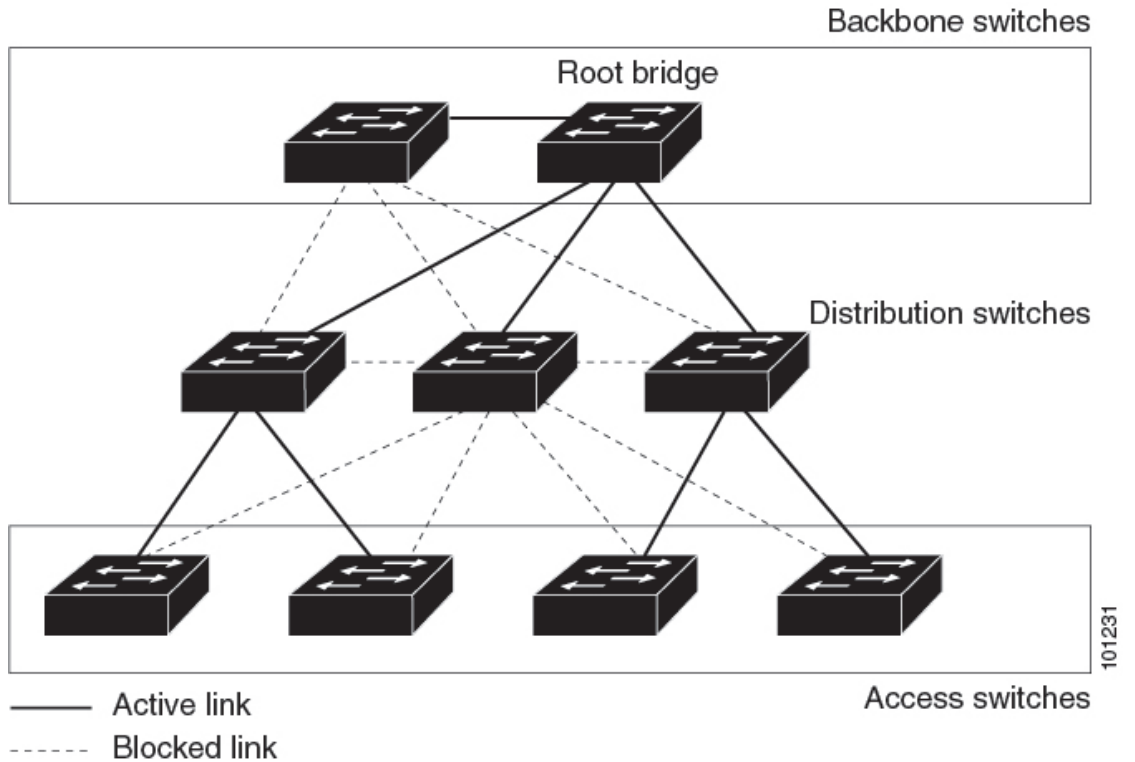 Backbone switches
Root bridge
Distribution switches
101231
Access switches
Active link
Blocked link